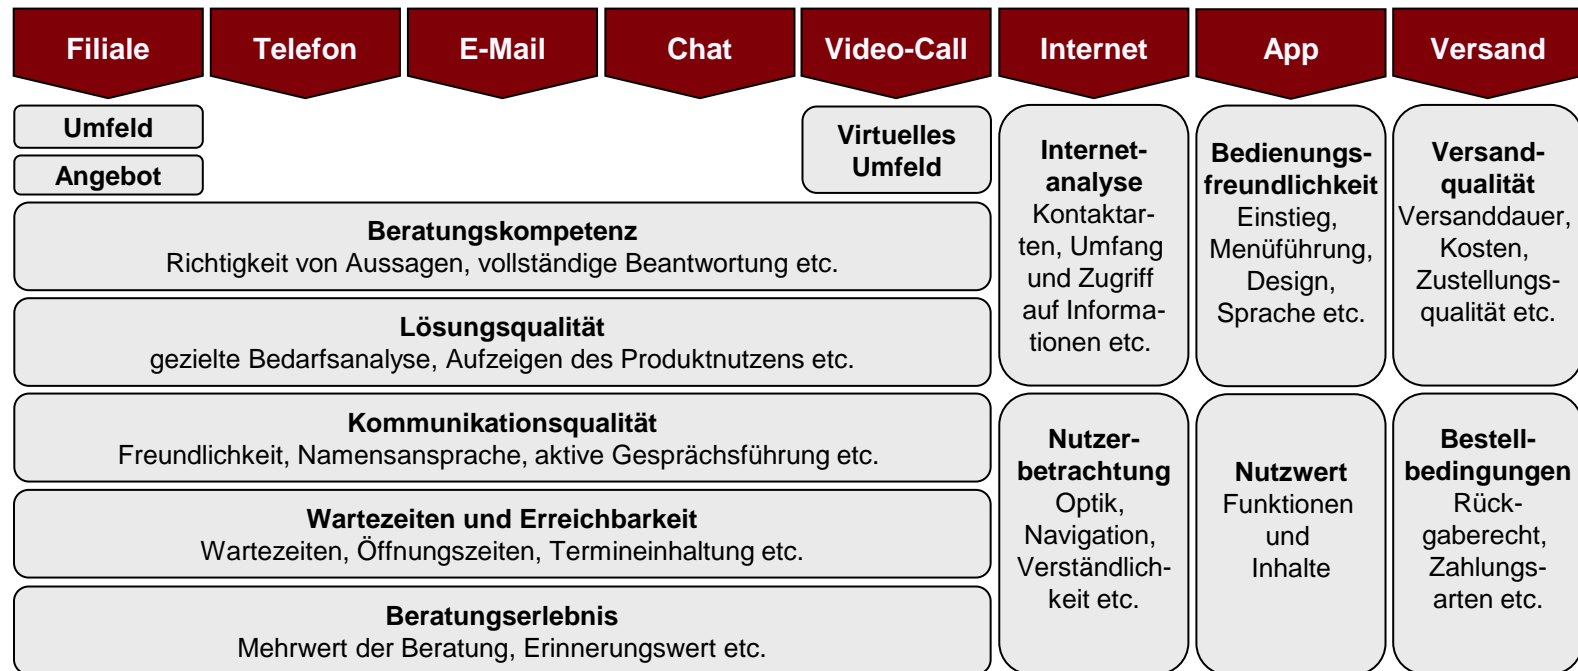 Filiale
Telefon
E-Mail
Chat
Video-Call
Internet
App
Versand
Umfeld
Angebot
Virtuelles
Umfeld
Beratungskompetenz
Richtigkeit von Aussagen, vollständige Beantwortung etc.
Lösungsqualität
gezielte Bedarfsanalyse, Aufzeigen des Produktnutzens etc.
Kommunikationsqualität
Freundlichkeit, Namensansprache, aktive Gesprächsführung etc.
Wartezeiten und Erreichbarkeit
Wartezeiten, Öffnungszeiten, Termineinhaltung etc.
Beratungserlebnis
Mehrwert der Beratung, Erinnerungswert etc.
Internet-
analyse
Kontaktar-
ten, Umfang
und Zugriff
auf Informa-
tionen etc.
Nutzer-
betrachtung
Optik,
Navigation,
Verständlich-
keit etc.
Bedienungs-
freundlichkeit
Einstieg,
Menüführung,
Design,
Sprache etc.
Nutzwert
Funktionen
und
Inhalte
Versand-
qualität
Versanddauer,
Kosten,
Zustellungs-
qualität etc.
Bestell-
bedingungen
Rück-
gaberecht,
Zahlungs-
arten etc.